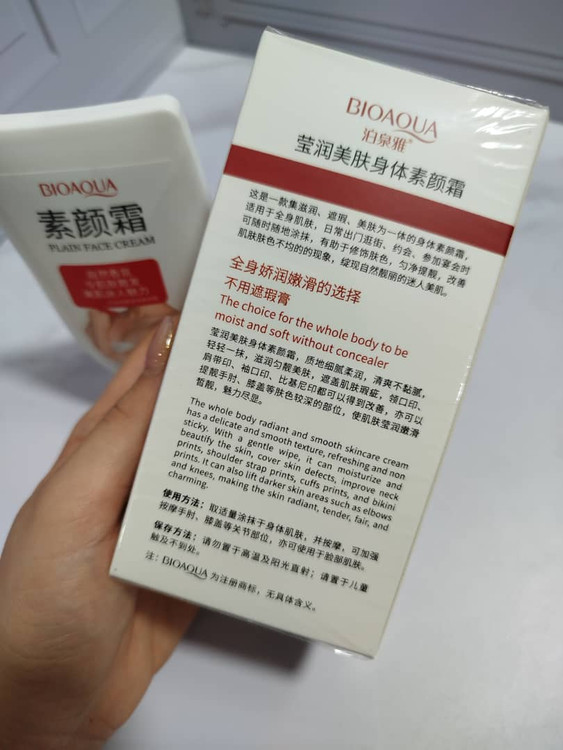 BIOAQUA
素颜霜
PLAIN FACE CREAM
BIOAQUA
泊泉雅®
莹润美肤身体素颜霜
这是一款集滋润、遮瑕、美肤为一体的身体素颜霜，
适用于全身肌肤，日常出门逛街、约会、参加宴会时
可随时随地涂抹，有助于修饰肤色，匀净提靓，改善
肌肤肤色不均的的现象，绽现自然靓丽的迷人美肌。
全身娇润嫩滑的选择
不用遮瑕膏
The choice for the whole body to be
moist and soft without concealer
莹润美肤身体素颜霜，质地细腻柔润，清爽不黏腻，
轻轻一抹，滋润匀靓美肤，遮盖肌肤瑕疵，领口印、
肩带印、袖口印、比基尼印都可以得到改善，亦可以
提靓手肘、膝盖等肤色较深的部位，使肌肤莹润嫩滑
皙靓，魅力尽显。
The whole body radiant and smooth skincare cream
has a delicate and smooth texture, refreshing and non
sticky. With a gentle wipe, it can moisturize and
beautify the skin, cover skin defects, improve neck
prints, shoulder strap prints, cuffs prints, and bikini
prints. It can also lift darker skin areas such as elbows
and knees, making the skin radiant, tender, fair, and
charming.
使用方法：取适量涂抹于身体肌肤，并按摩，可加强
按摩手肘、膝盖等关节部位，亦可使用于脸部肌肤。
保存方法：请勿置于高温及阳光直射；请置于儿童
触及不到处。
注：BIOAQUA 为注册商标，无具体含义。